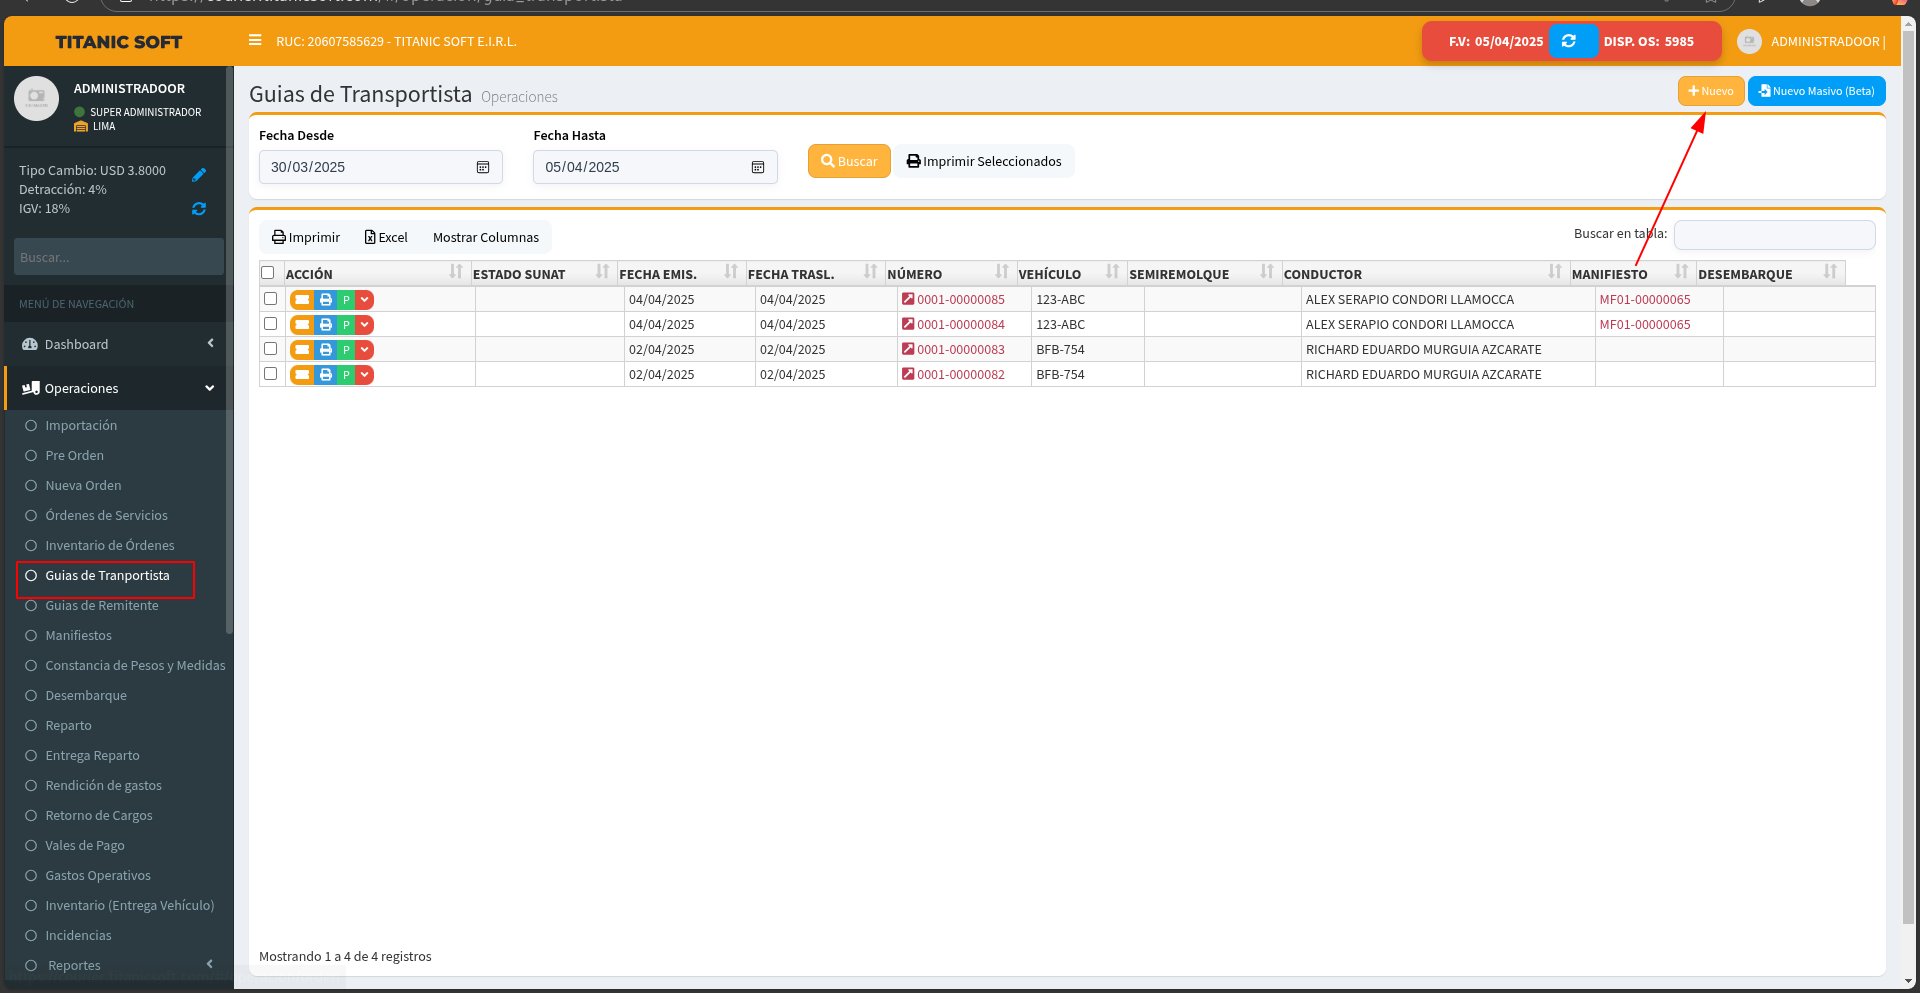 TITANIC SOFT
RUC: 20607585629 - TITANIC SOFT E.I.R.L.
F.V: 05/04/2025
DISP. OS: 5985
ADMINISTRADOOR |
ADMINISTRADOOR
SUPER ADMINISTRADOR
LIMA
Tipo Cambio: USD 3.8000
Detracción: 4%
IGV: 18%
Buscar...
MENÚ DE NAVEGACIÓN
Dashboard
Operaciones
Importación
Pre Orden
Nueva Orden
Órdenes de Servicios
Inventario de Órdenes
Guias de Tranportista
Guias de Remitente
Manifiestos
Constancia de Pesos y Medidas
Desembarque
Reparto
Entrega Reparto
Rendición de gastos
Retorno de Cargos
Vales de Pago
Gastos Operativos
Inventario (Entrega Vehículo)
Incidencias
Reportes
Guias de Transportista Operaciones
Nuevo
Nuevo Masivo (Beta)
Fecha Desde
Fecha Hasta
30/03/2025
05/04/2025
Buscar
Imprimir Seleccionados
Imprimir
Excel
Mostrar Columnas
Buscar en tabla:
ACCIÓN ESTADO SUNAT FECHA EMIS. FECHA TRASL. NÚMERO VEHÍCULO SEMIREMOLQUE CONDUCTOR MANIFIESTO DESEMBARQUE
P 04/04/2025 04/04/2025 0001-00000085 123-ABC ALEX SERAPIO CONDORI LLAMOCCA MF01-00000065
P 04/04/2025 04/04/2025 0001-00000084 123-ABC ALEX SERAPIO CONDORI LLAMOCCA MF01-00000065
P 02/04/2025 02/04/2025 0001-00000083 BFB-754 RICHARD EDUARDO MURGUIA AZCARATE
P 02/04/2025 02/04/2025 0001-00000082 BFB-754 RICHARD EDUARDO MURGUIA AZCARATE
Mostrando 1 a 4 de 4 registros